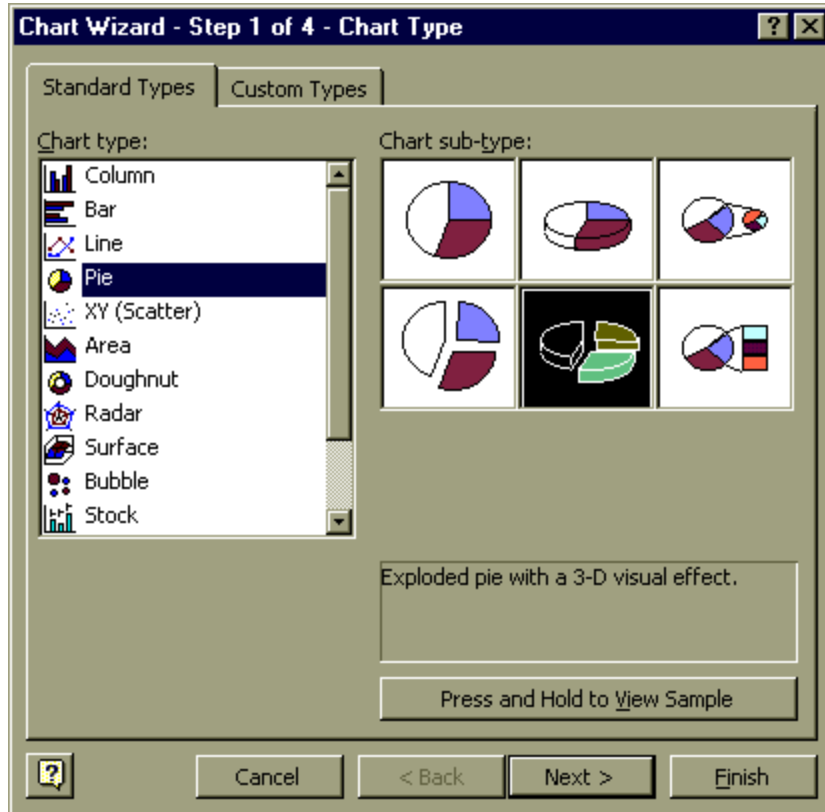 Chart Wizard - Step 1 of 4 - Chart Type
Standard Types
Custom Types
Chart type:
Column
Bar
Line
Pie
XY (Scatter)
Area
Doughnut
Radar
Surface
Bubble
Stock
Chart sub-type:
Exploded pie with a 3-D visual effect.
Press and Hold to View Sample
Cancel
< Back
Next >
Finish